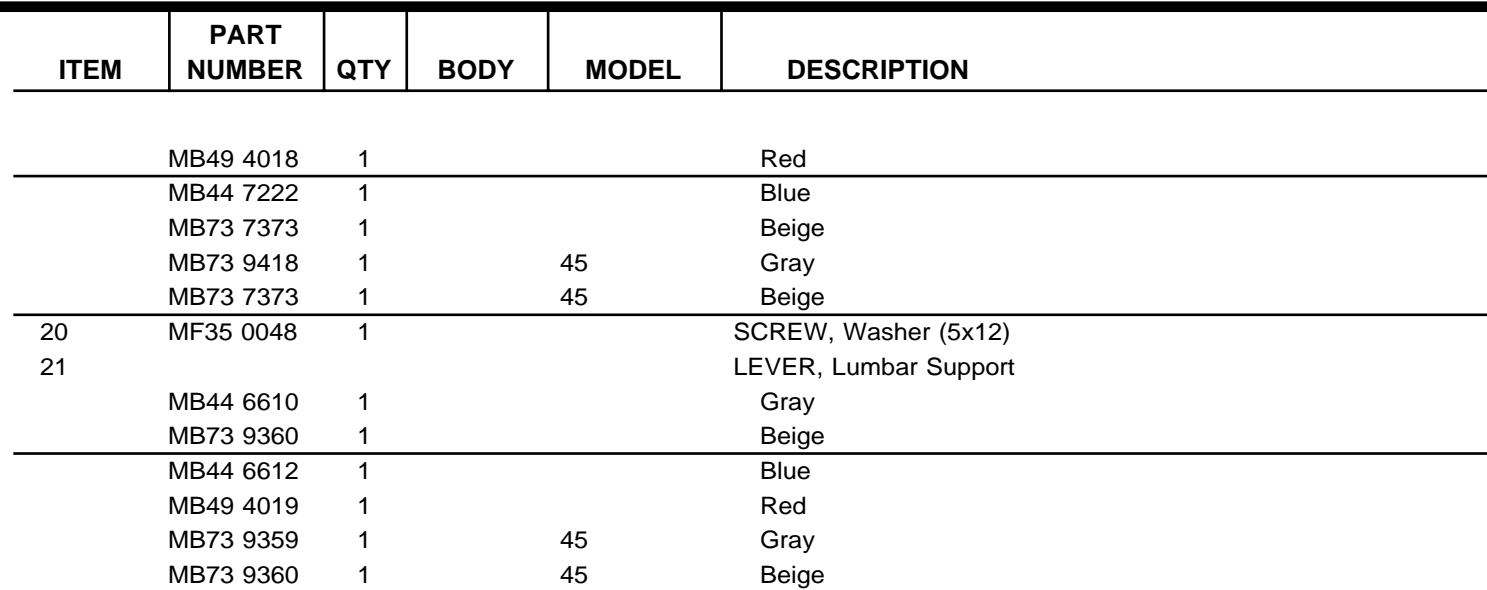 PART
ITEM NUMBER QTY BODY MODEL DESCRIPTION
MB49 4018 1 Red
MB44 7222 1 Blue
MB73 7373 1 Beige
MB73 9418 1 45 Gray
MB73 7373 1 45 Beige
20 MF35 0048 1 SCREW, Washer (5x12)
21 LEVER, Lumbar Support
MB44 6610 1 Gray
MB73 9360 1 Beige
MB44 6612 1 Blue
MB49 4019 1 Red
MB73 9359 1 45 Gray
MB73 9360 1 45 Beige